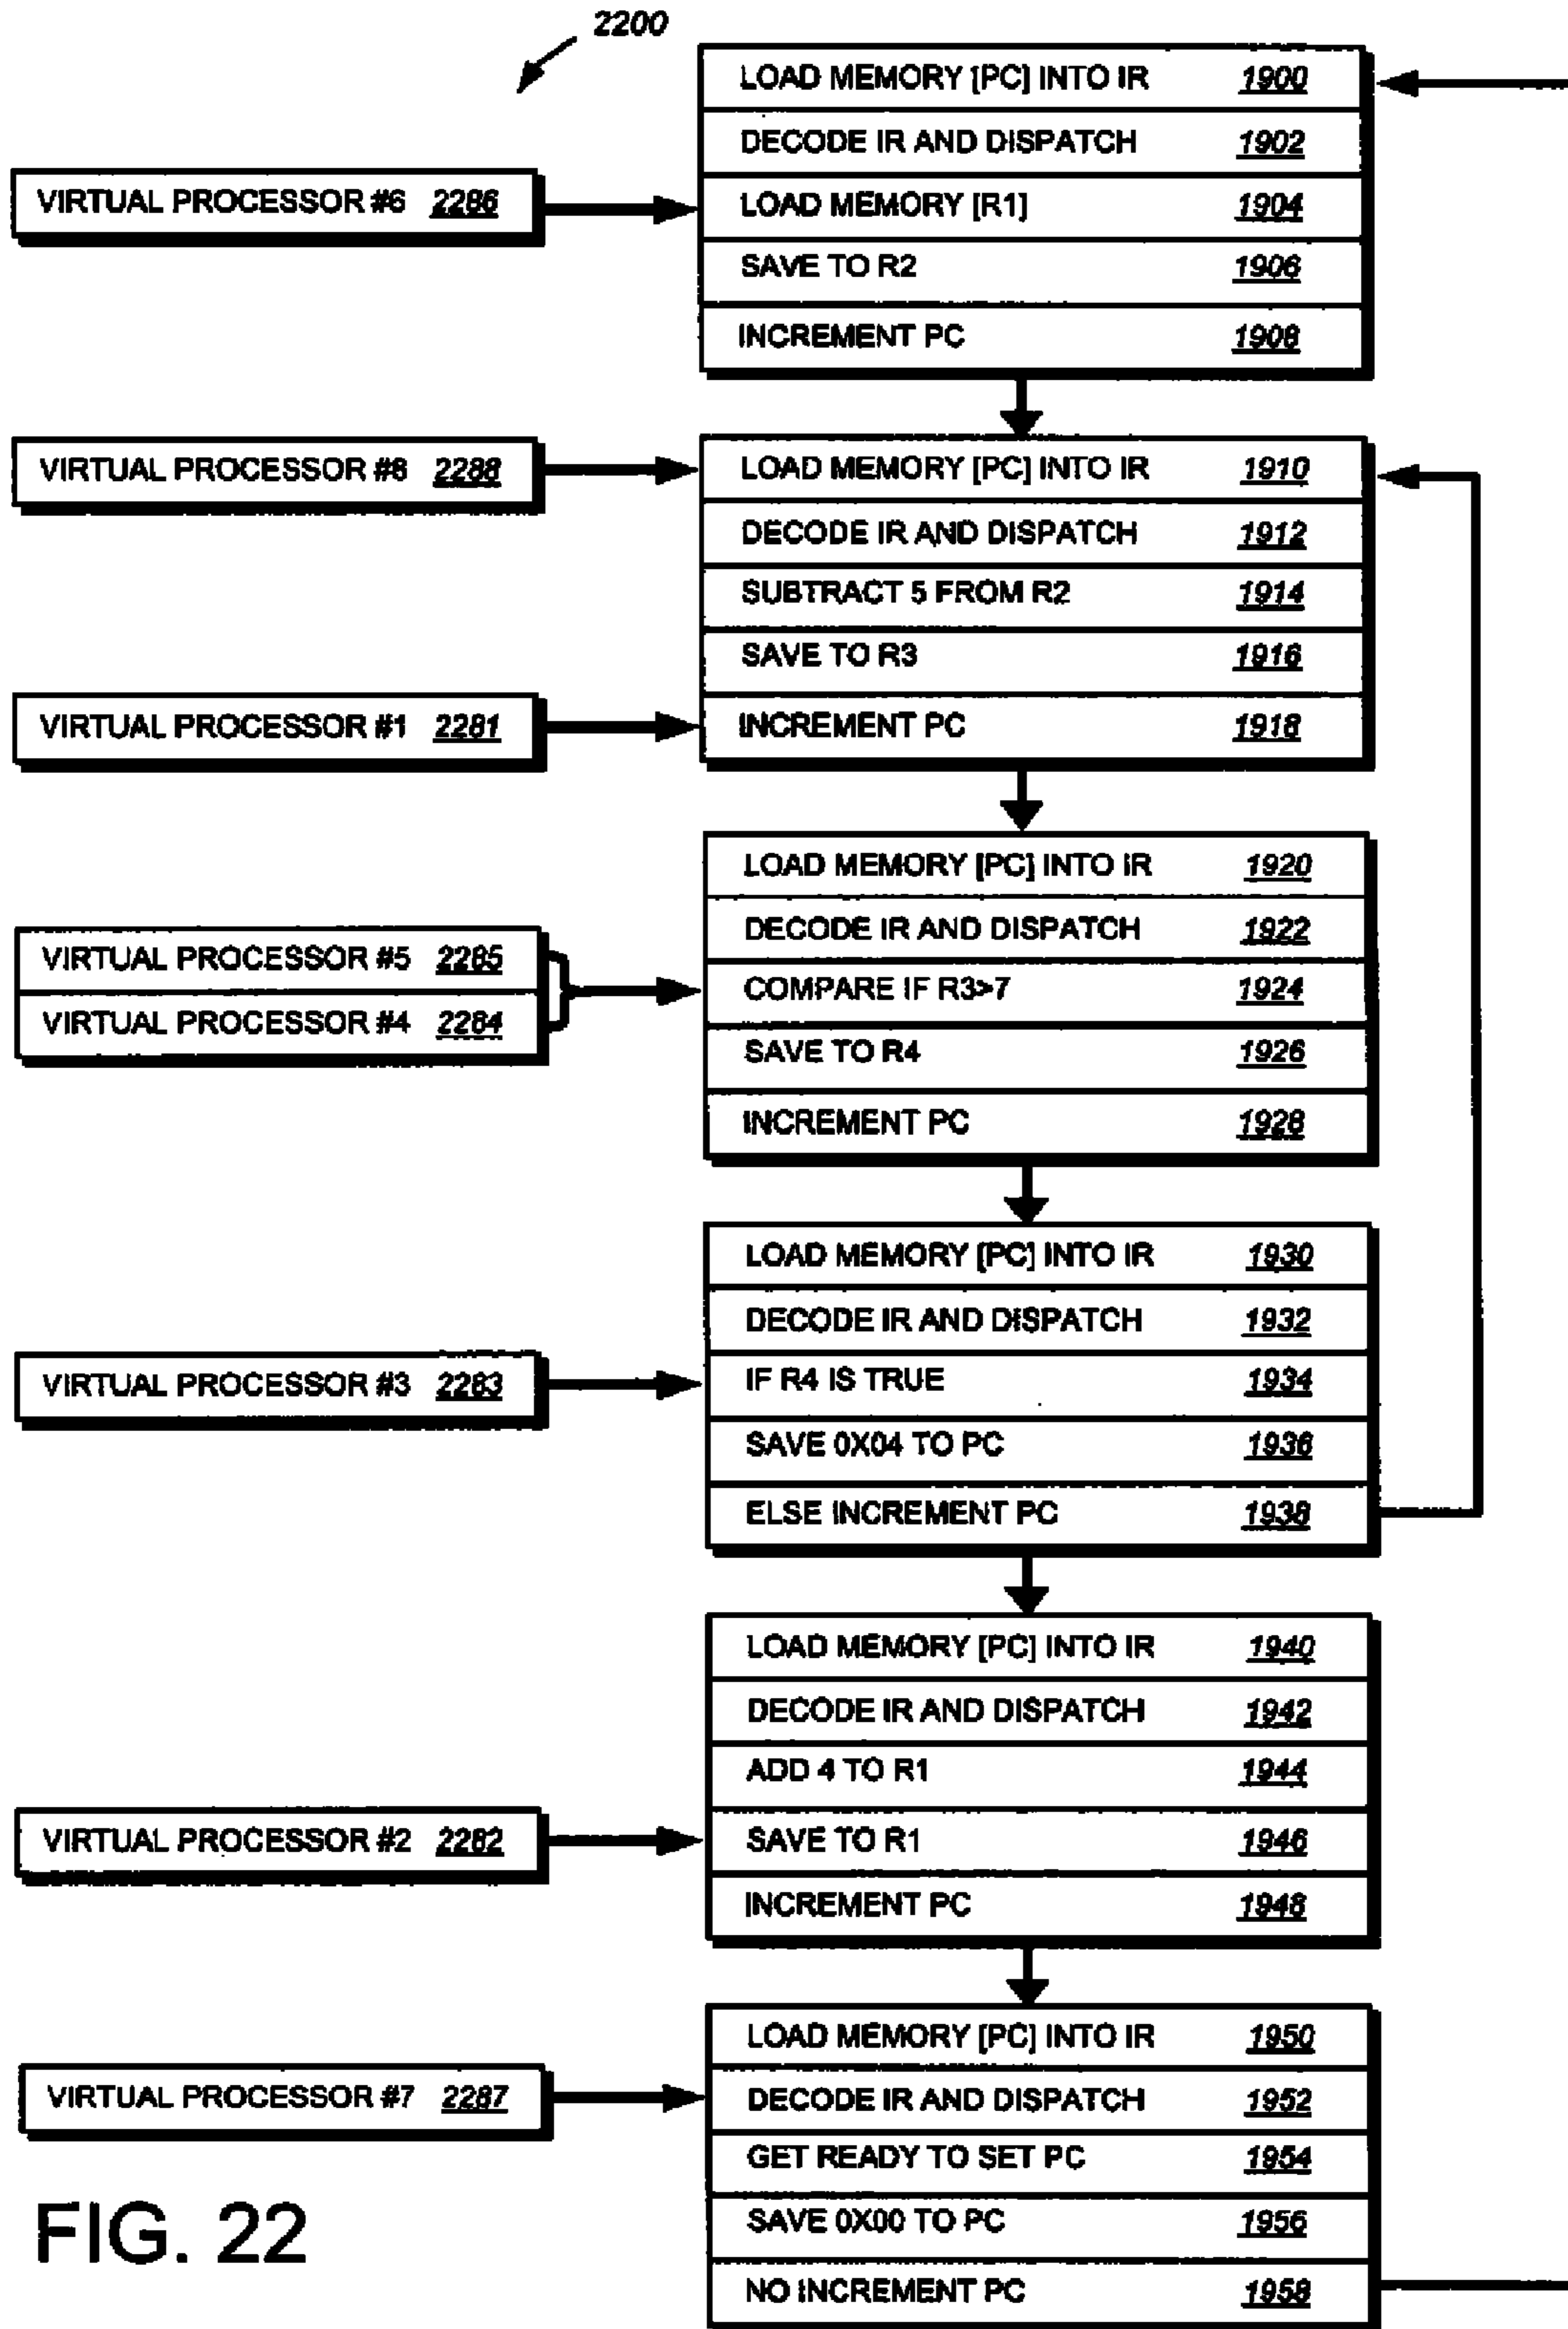 2200
LOAD MEMORY [PC] INTO IR 1900
DECODE IR AND DISPATCH 1902
VIRTUAL PROCESSOR #6 2286
LOAD MEMORY [R1] 1904
SAVE TO R2 1906
INCREMENT PC 1908
VIRTUAL PROCESSOR #8 2288
LOAD MEMORY [PC] INTO IR 1910
DECODE IR AND DISPATCH 1912
SUBTRACT 5 FROM R2 1914
SAVE TO R3 1916
VIRTUAL PROCESSOR #1 2281
INCREMENT PC 1918
LOAD MEMORY [PC] INTO IR 1920
DECODE IR AND DISPATCH 1922
VIRTUAL PROCESSOR #5 2285
COMPARE IF R3>7 1924
VIRTUAL PROCESSOR #4 2284
SAVE TO R4 1926
INCREMENT PC 1928
LOAD MEMORY [PC] INTO IR 1930
DECODE IR AND DISPATCH 1932
VIRTUAL PROCESSOR #3 2283
IF R4 IS TRUE 1934
SAVE 0X04 TO PC 1936
ELSE INCREMENT PC 1938
LOAD MEMORY [PC] INTO IR 1940
DECODE IR AND DISPATCH 1942
ADD 4 TO R1 1944
VIRTUAL PROCESSOR #2 2282
SAVE TO R1 1946
INCREMENT PC 1948
LOAD MEMORY [PC] INTO IR 1950
VIRTUAL PROCESSOR #7 2287
DECODE IR AND DISPATCH 1952
GET READY TO SET PC 1954
SAVE 0X00 TO PC 1956
NO INCREMENT PC 1958
FIG. 22